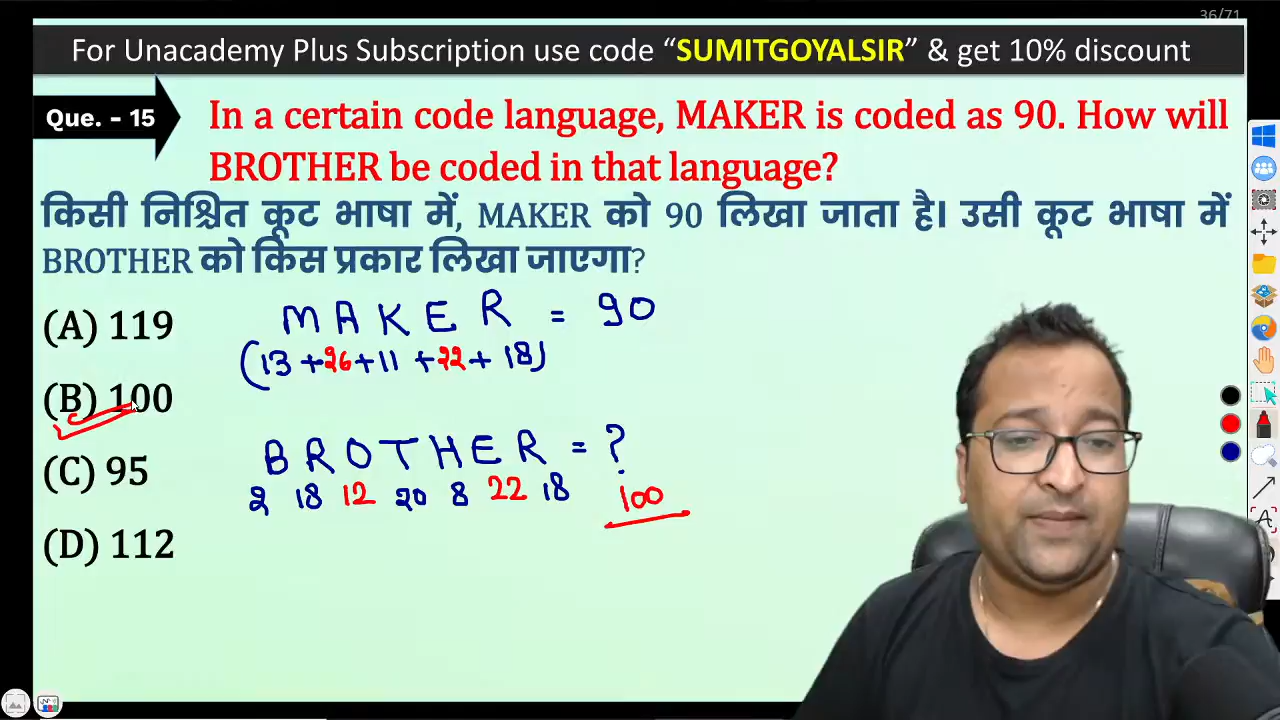 36/71
For Unacademy Plus Subscription use code “SUMITGOYALSIR” & get 10% discount
Que. - 15
In a certain code language, MAKER is coded as 90. How will
BROTHER be coded in that language?
किसी निश्चित कूट भाषा में, MAKER को 90 लिखा जाता है। उसी कूट भाषा में
BROTHER को किस प्रकार लिखा जाएगा?
(A) 119
(B) 100
(C) 95
(D) 112
MAKER = 90
(13 + 26 + 11 + 22 + 18)
BROTHER = ?
2 18 12 20 8 22 18 100